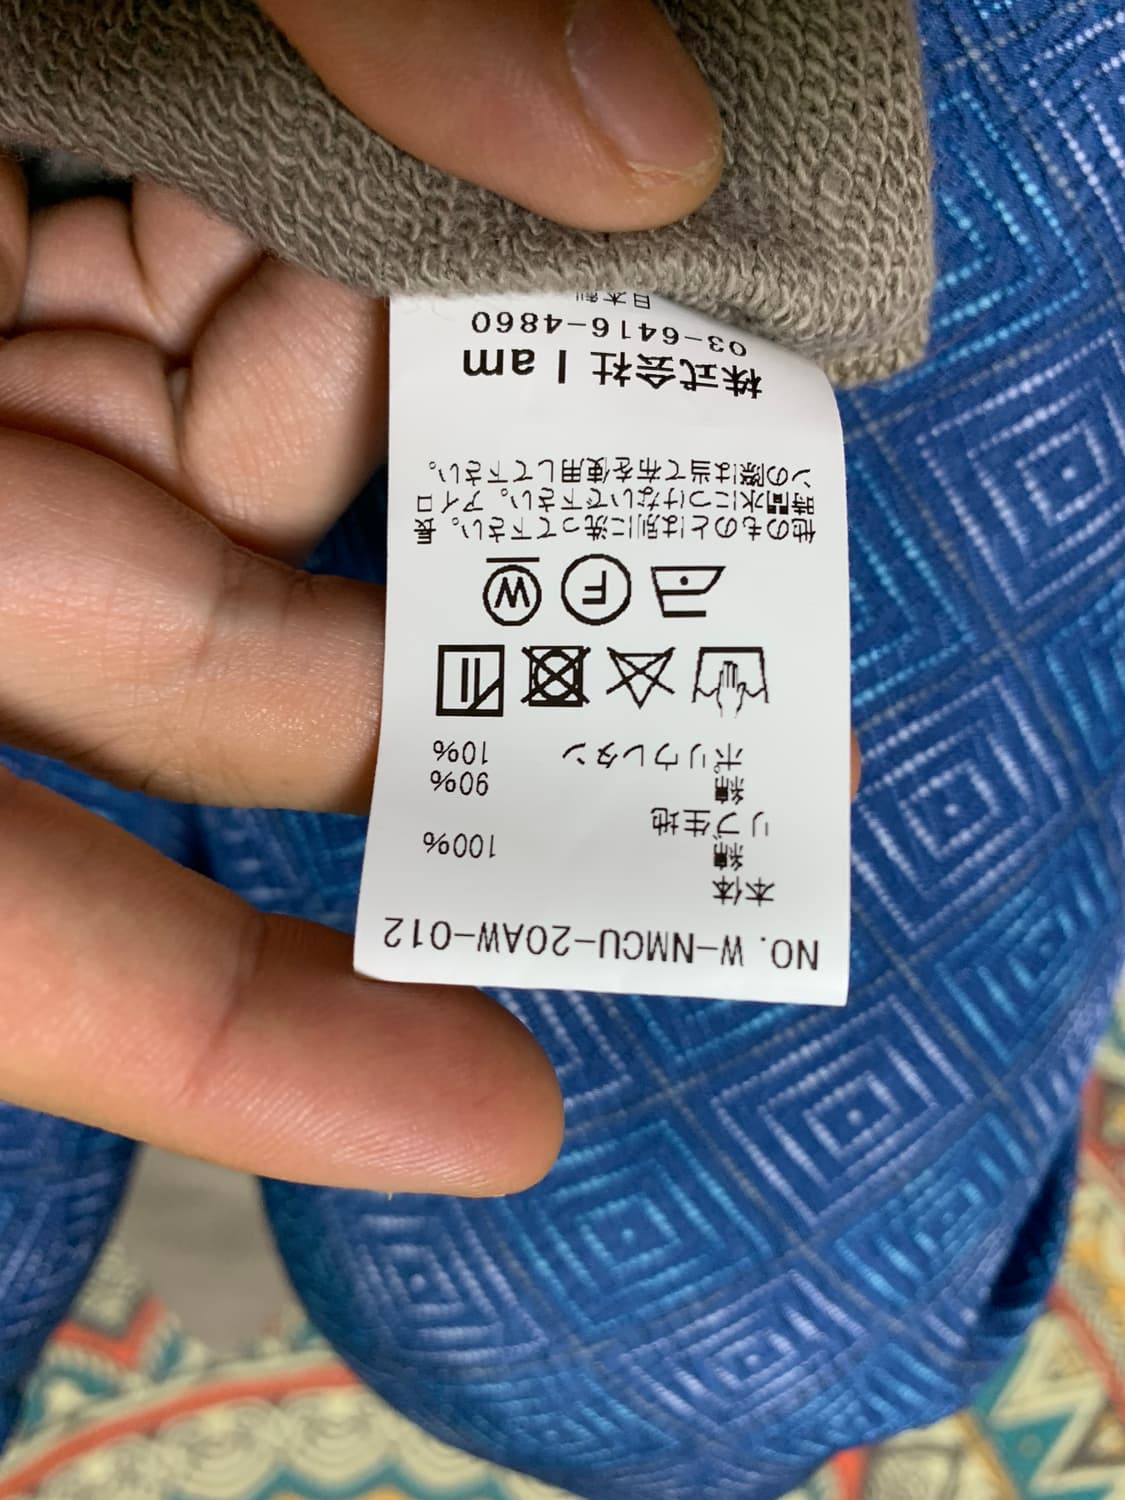 NO. W-NMCU-20AW-012
本体
綿 100%
リブ生地
綿 90%
ポリウレタン 10%
F W
他のものとは別に洗って下さい。長
時間水につけないで下さい。アイロ
ンの際は当て布を使用して下さい。
株式会社 I am
03-6416-4860
日本製